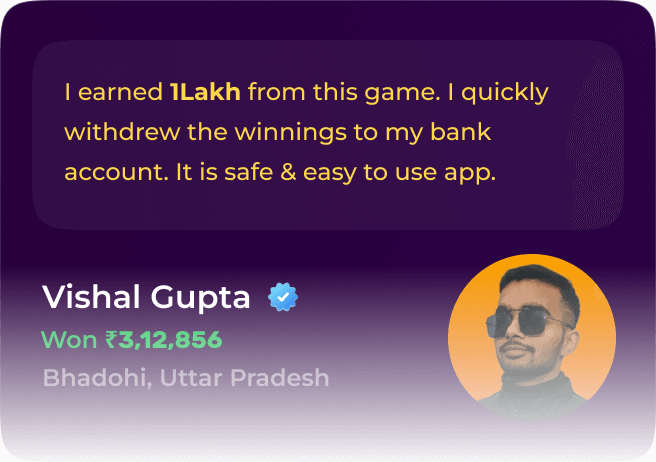 I earned 1Lakh from this game. I quickly
withdrew the winnings to my bank
account. It is safe & easy to use app.
Vishal Gupta
Won ₹3,12,856
Bhadohi, Uttar Pradesh